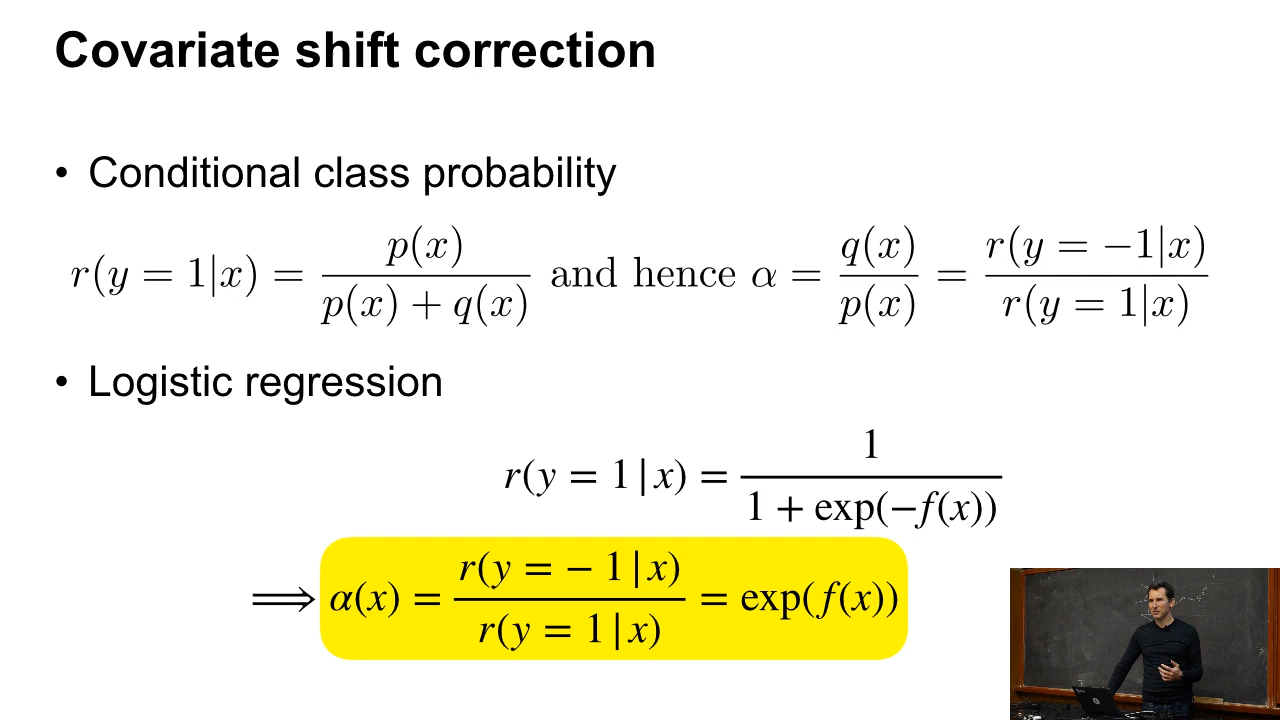 Covariate shift correction
• Conditional class probability
r(y = 1|x) = p(x) / (p(x) + q(x)) and hence α = q(x) / p(x) = r(y = −1|x) / r(y = 1|x)
• Logistic regression
r(y = 1 | x) = 1 / (1 + exp(−f(x)))
⟹ α(x) = r(y = − 1 | x) / r(y = 1 | x) = exp(f(x))